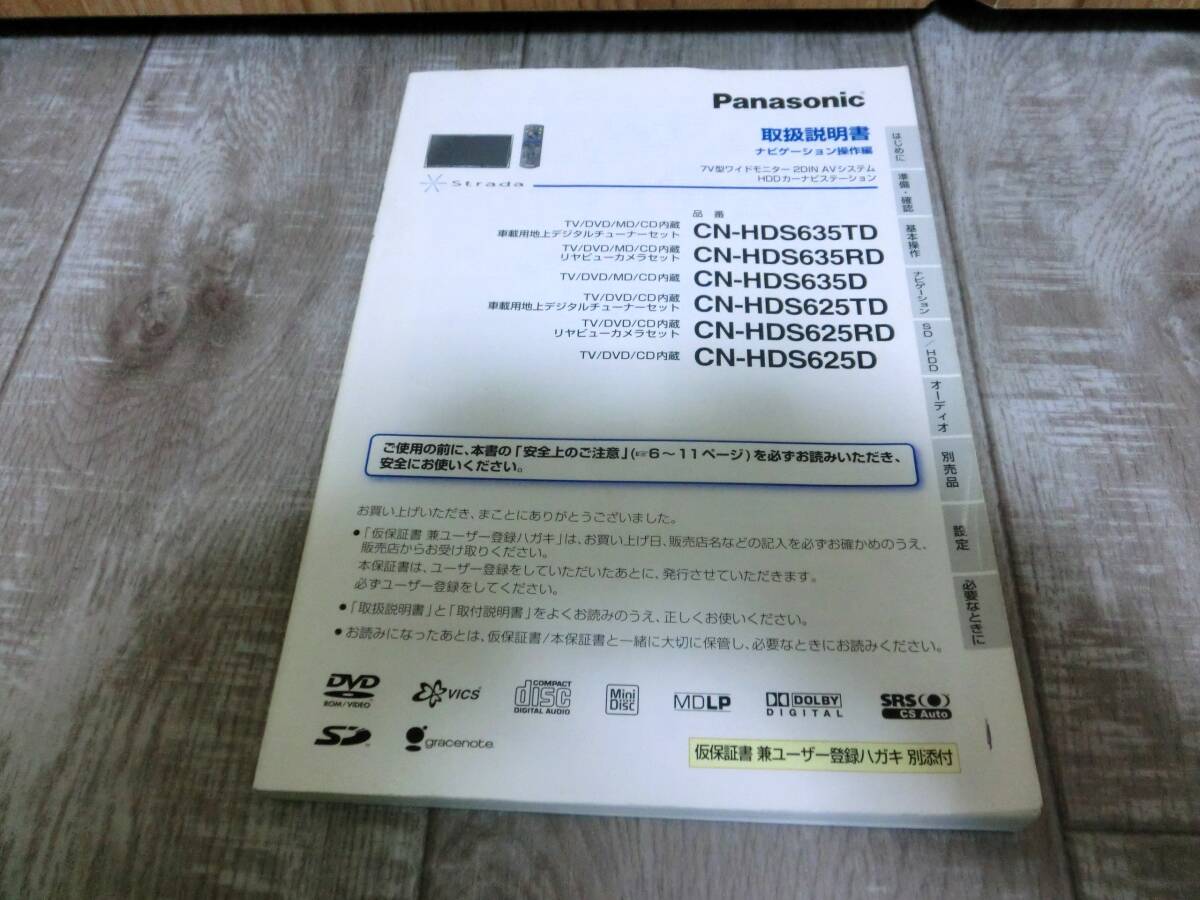 Panasonic
取扱説明書
ナビゲーション操作編
7V型ワイドモニター 2DIN AVシステム
HDDカーナビステーション
Strada
品番
TV/DVD/MD/CD内蔵
車載用地上デジタルチューナーセット CN-HDS635TD
TV/DVD/MD/CD内蔵
リヤビューカメラセット CN-HDS635RD
TV/DVD/MD/CD内蔵 CN-HDS635D
TV/DVD/CD内蔵
車載用地上デジタルチューナーセット CN-HDS625TD
TV/DVD/CD内蔵
リヤビューカメラセット CN-HDS625RD
TV/DVD/CD内蔵 CN-HDS625D
ご使用の前に、本書の「安全上のご注意」(☞6～11ページ)を必ずお読みいただき、
安全にお使いください。
お買い上げいただき、まことにありがとうございました。
●「仮保証書 兼ユーザー登録ハガキ」は、お買い上げ日、販売店名などの記入を必ずお確かめのうえ、
販売店からお受け取りください。
本保証書は、ユーザー登録をしていただいたあとに、発行させていただきます。
必ずユーザー登録をしてください。
●「取扱説明書」と「取付説明書」をよくお読みのうえ、正しくお使いください。
●お読みになったあとは、仮保証書/本保証書と一緒に大切に保管し、必要なときにお読みください。
DVD
ROM/VIDEO
VICS
COMPACT
disc
DIGITAL AUDIO
Mini
Disc
MDLP
DOLBY
DIGITAL
SRS
CS Auto
SD
gracenote
仮保証書 兼ユーザー登録ハガキ 別添付
はじめに
準備・確認
基本操作
ナビゲーション
SD/HDD
オーディオ
別売品
設定
必要なときに